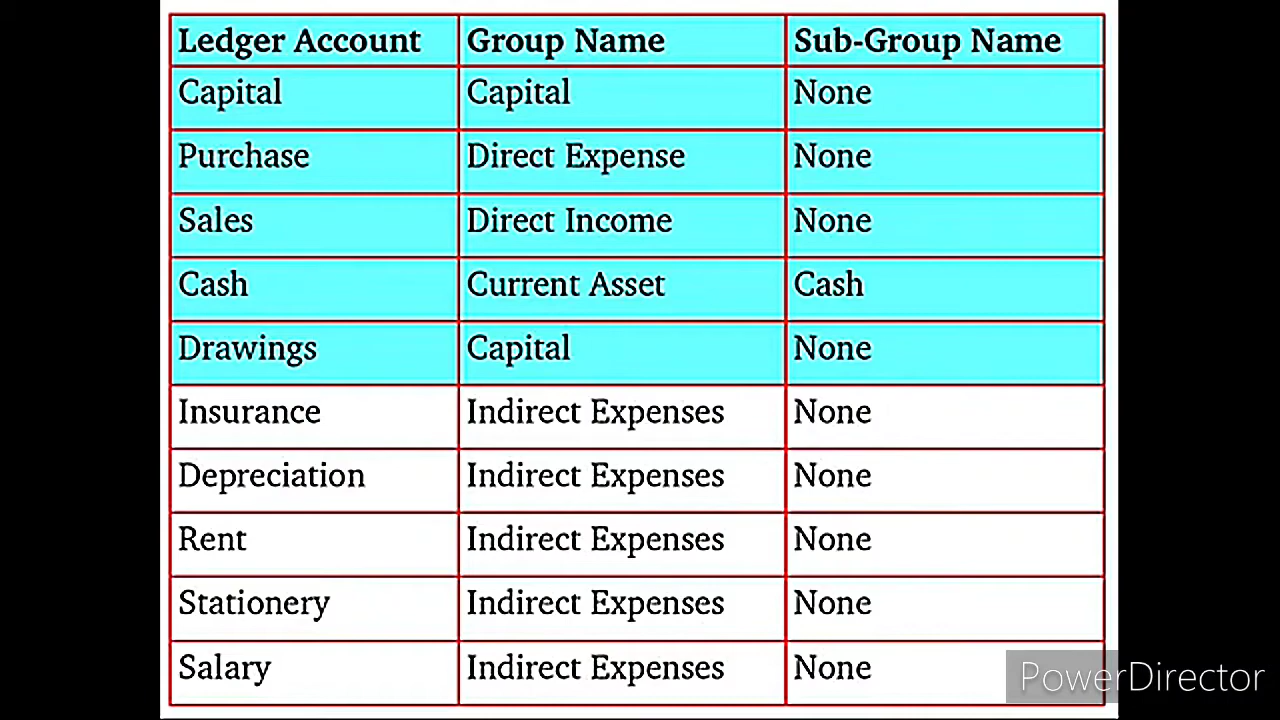 Ledger Account Group Name Sub-Group Name
Capital Capital None
Purchase Direct Expense None
Sales Direct Income None
Cash Current Asset Cash
Drawings Capital None
Insurance Indirect Expenses None
Depreciation Indirect Expenses None
Rent Indirect Expenses None
Stationery Indirect Expenses None
Salary Indirect Expenses None
PowerDirector